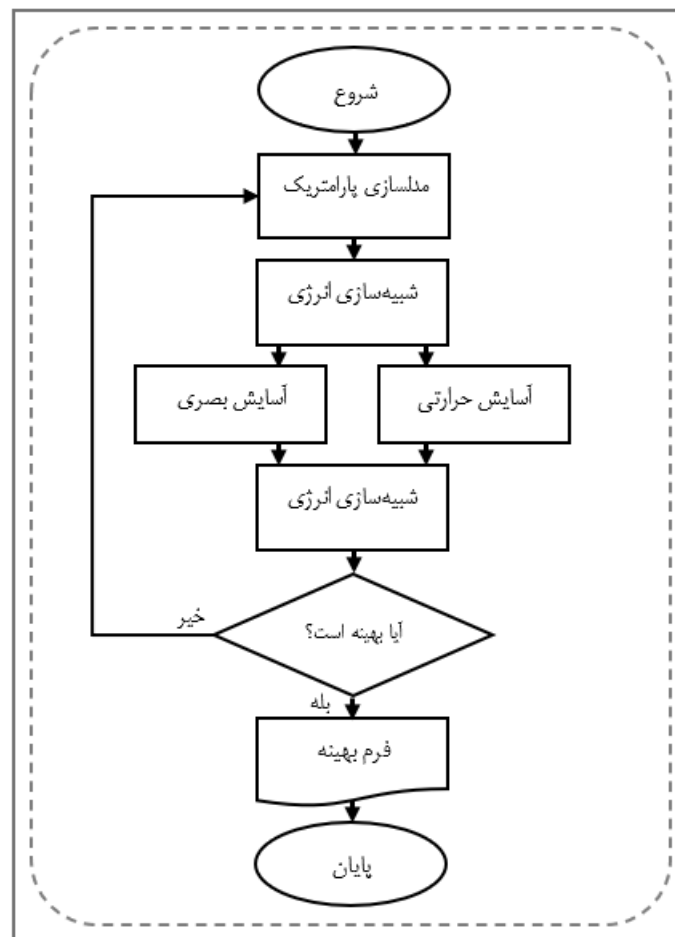 شروع
مدلسازی پارامتریک
شبیه‌سازی انرژی
آسایش حرارتی
آسایش بصری
شبیه‌سازی انرژی
آیا بهینه است؟
خیر
بله
فرم بهینه
پایان